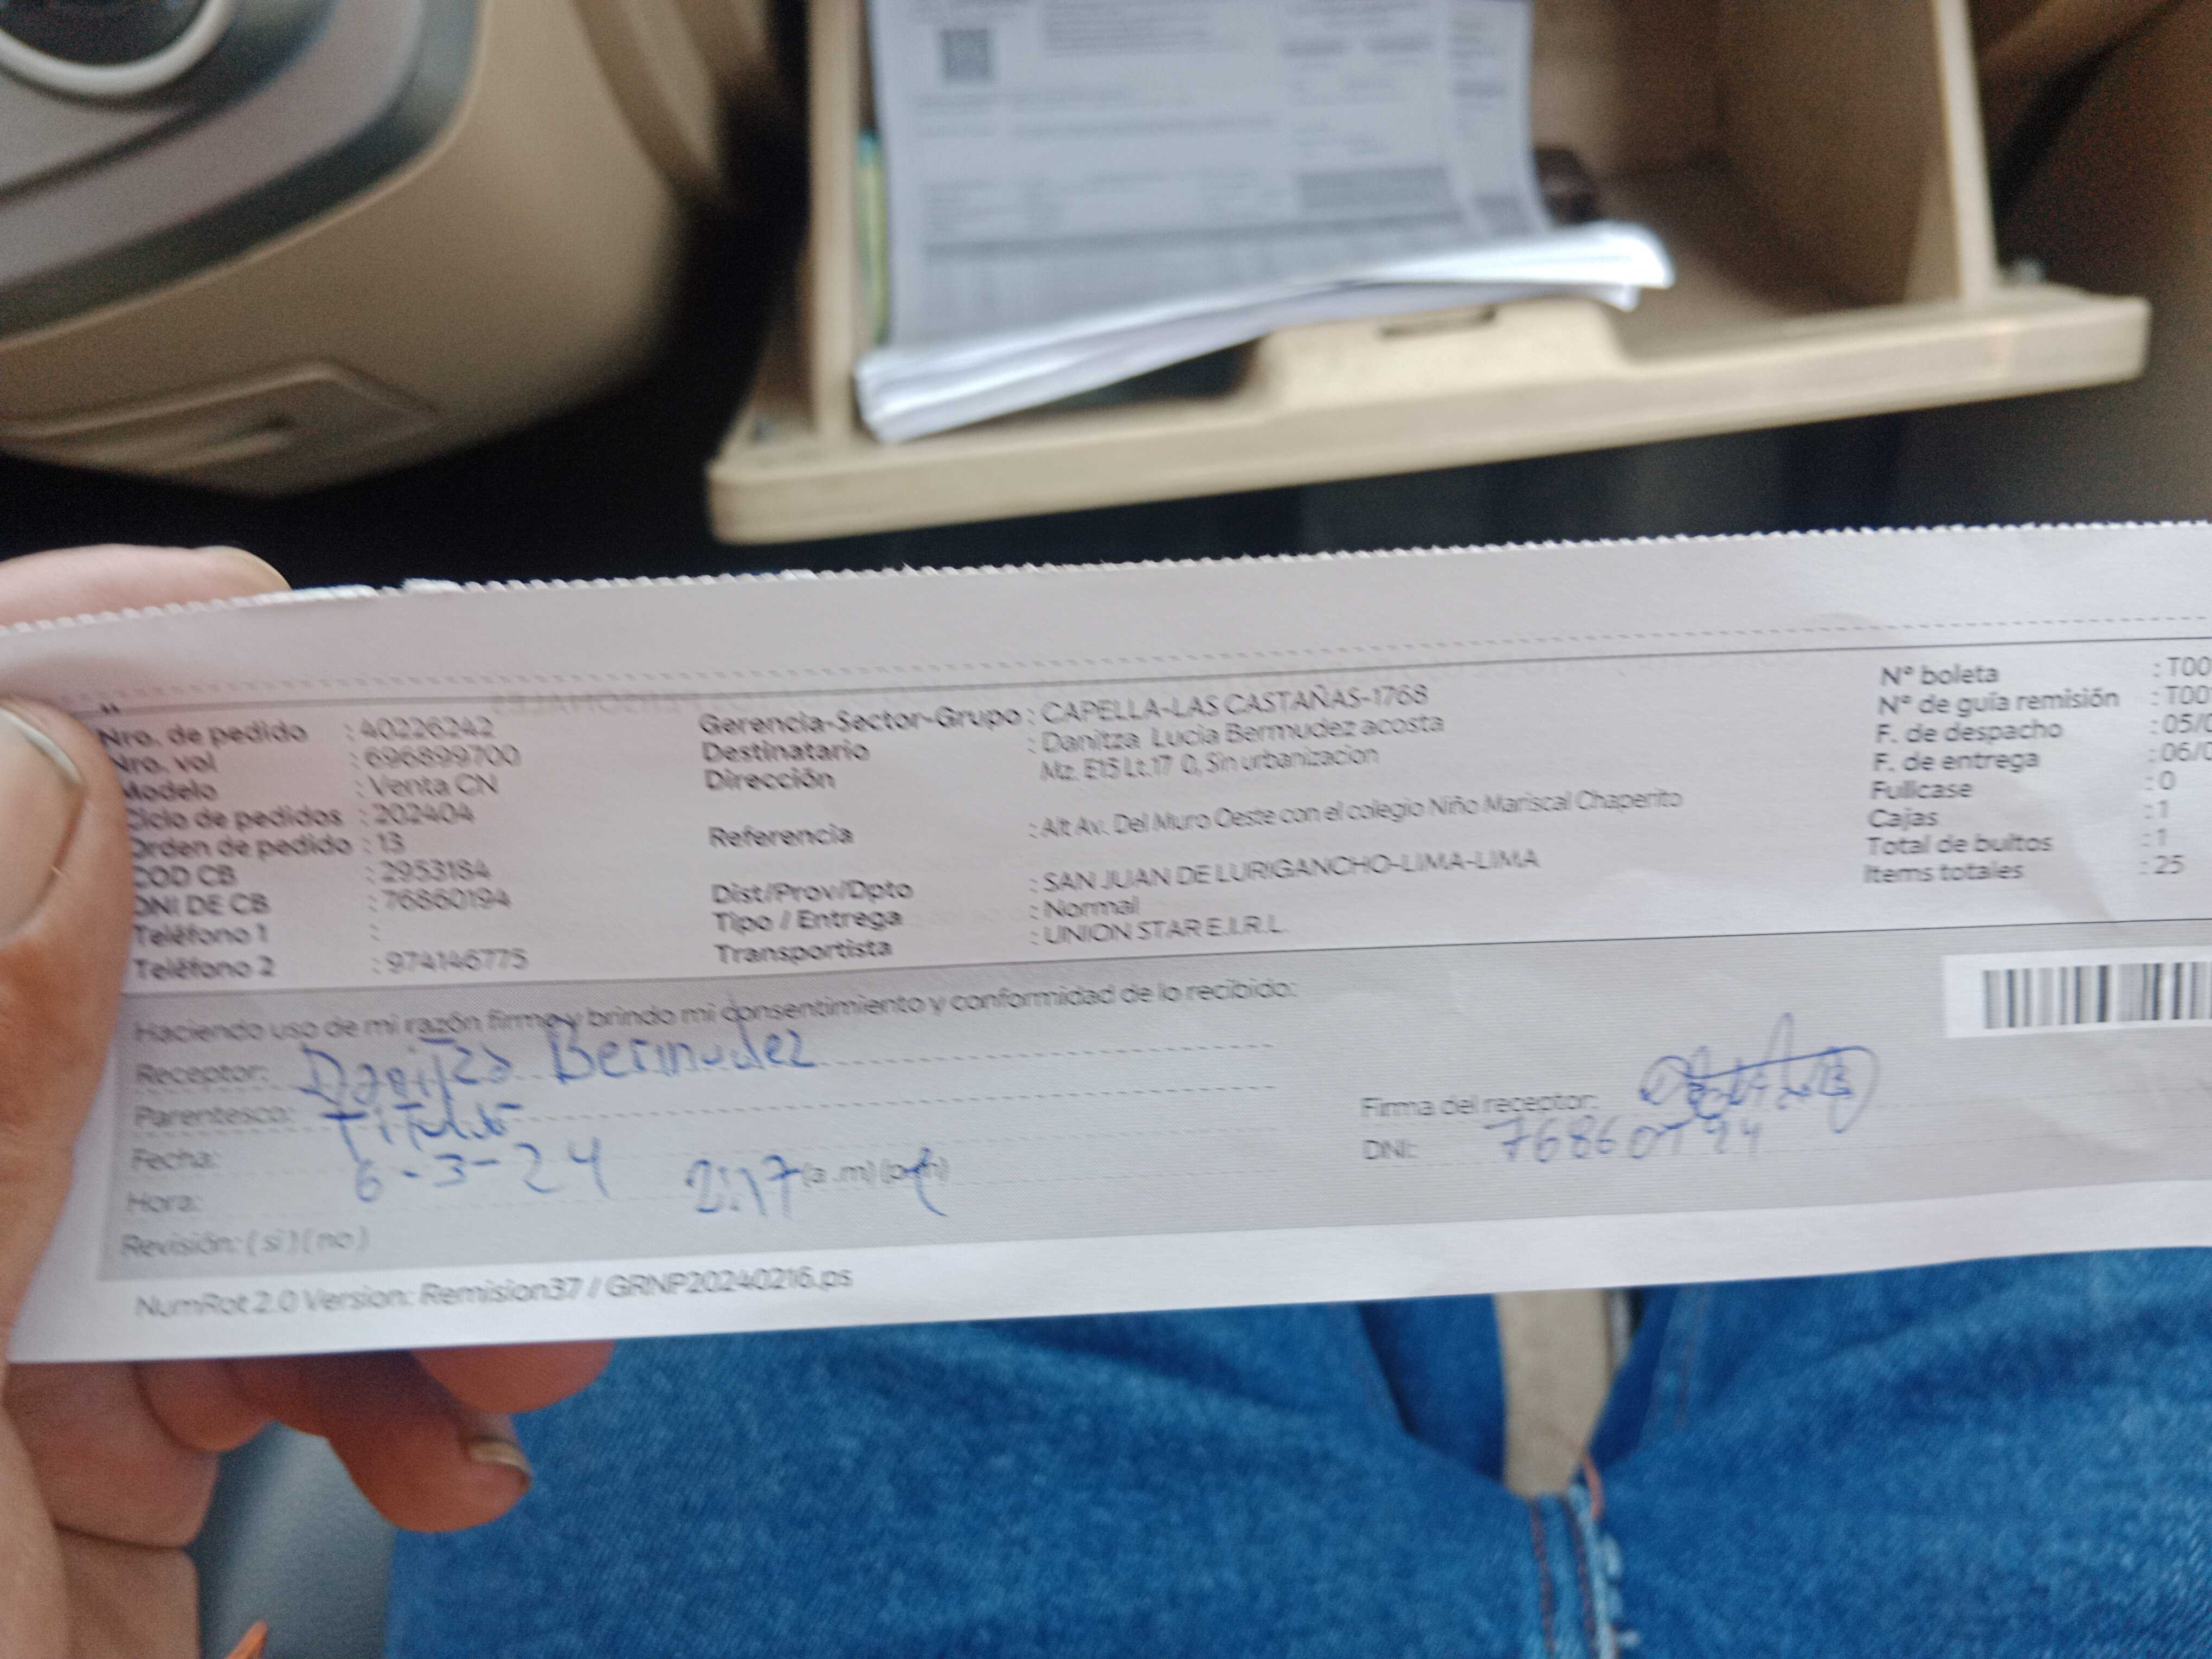 Nro. de pedido : 40226242
Nro. vol : 696899700
Modelo : Venta CN
Ciclo de pedidos : 202404
Orden de pedido : 13
COD CB : 2953184
DNI DE CB : 76860194
Teléfono 1 :
Teléfono 2 : 974146775
Gerencia-Sector-Grupo : CAPELLA-LAS CASTAÑAS-1768
Destinatario : Danitza Lucia Bermudez acosta
Dirección Mz. E15 Lt.17 0, Sin urbanizacion
Referencia : Alt Av. Del Muro Oeste con el colegio Niño Mariscal Chaperito
Dist/Prov/Dpto : SAN JUAN DE LURIGANCHO-LIMA-LIMA
Tipo / Entrega : Normal
Transportista : UNION STAR E.I.R.L.
N° boleta : T00
N° de guía remisión : T00
F. de despacho : 05/0
F. de entrega : 06/0
Fullcase : 0
Cajas : 1
Total de bultos : 1
Items totales : 25
Haciendo uso de mi razón firmo y brindo mi consentimiento y conformidad de lo recibido:
Receptor: Danitza Bermudez
Parentesco: Titular
Fecha: 6-3-24
Hora: 2:17 (a.m) (p.m)
Revisión: ( si ) ( no )
Firma del receptor:
DNI: 76860194
NumRot 2.0 Version: Remision37 / GRNP20240216.ps